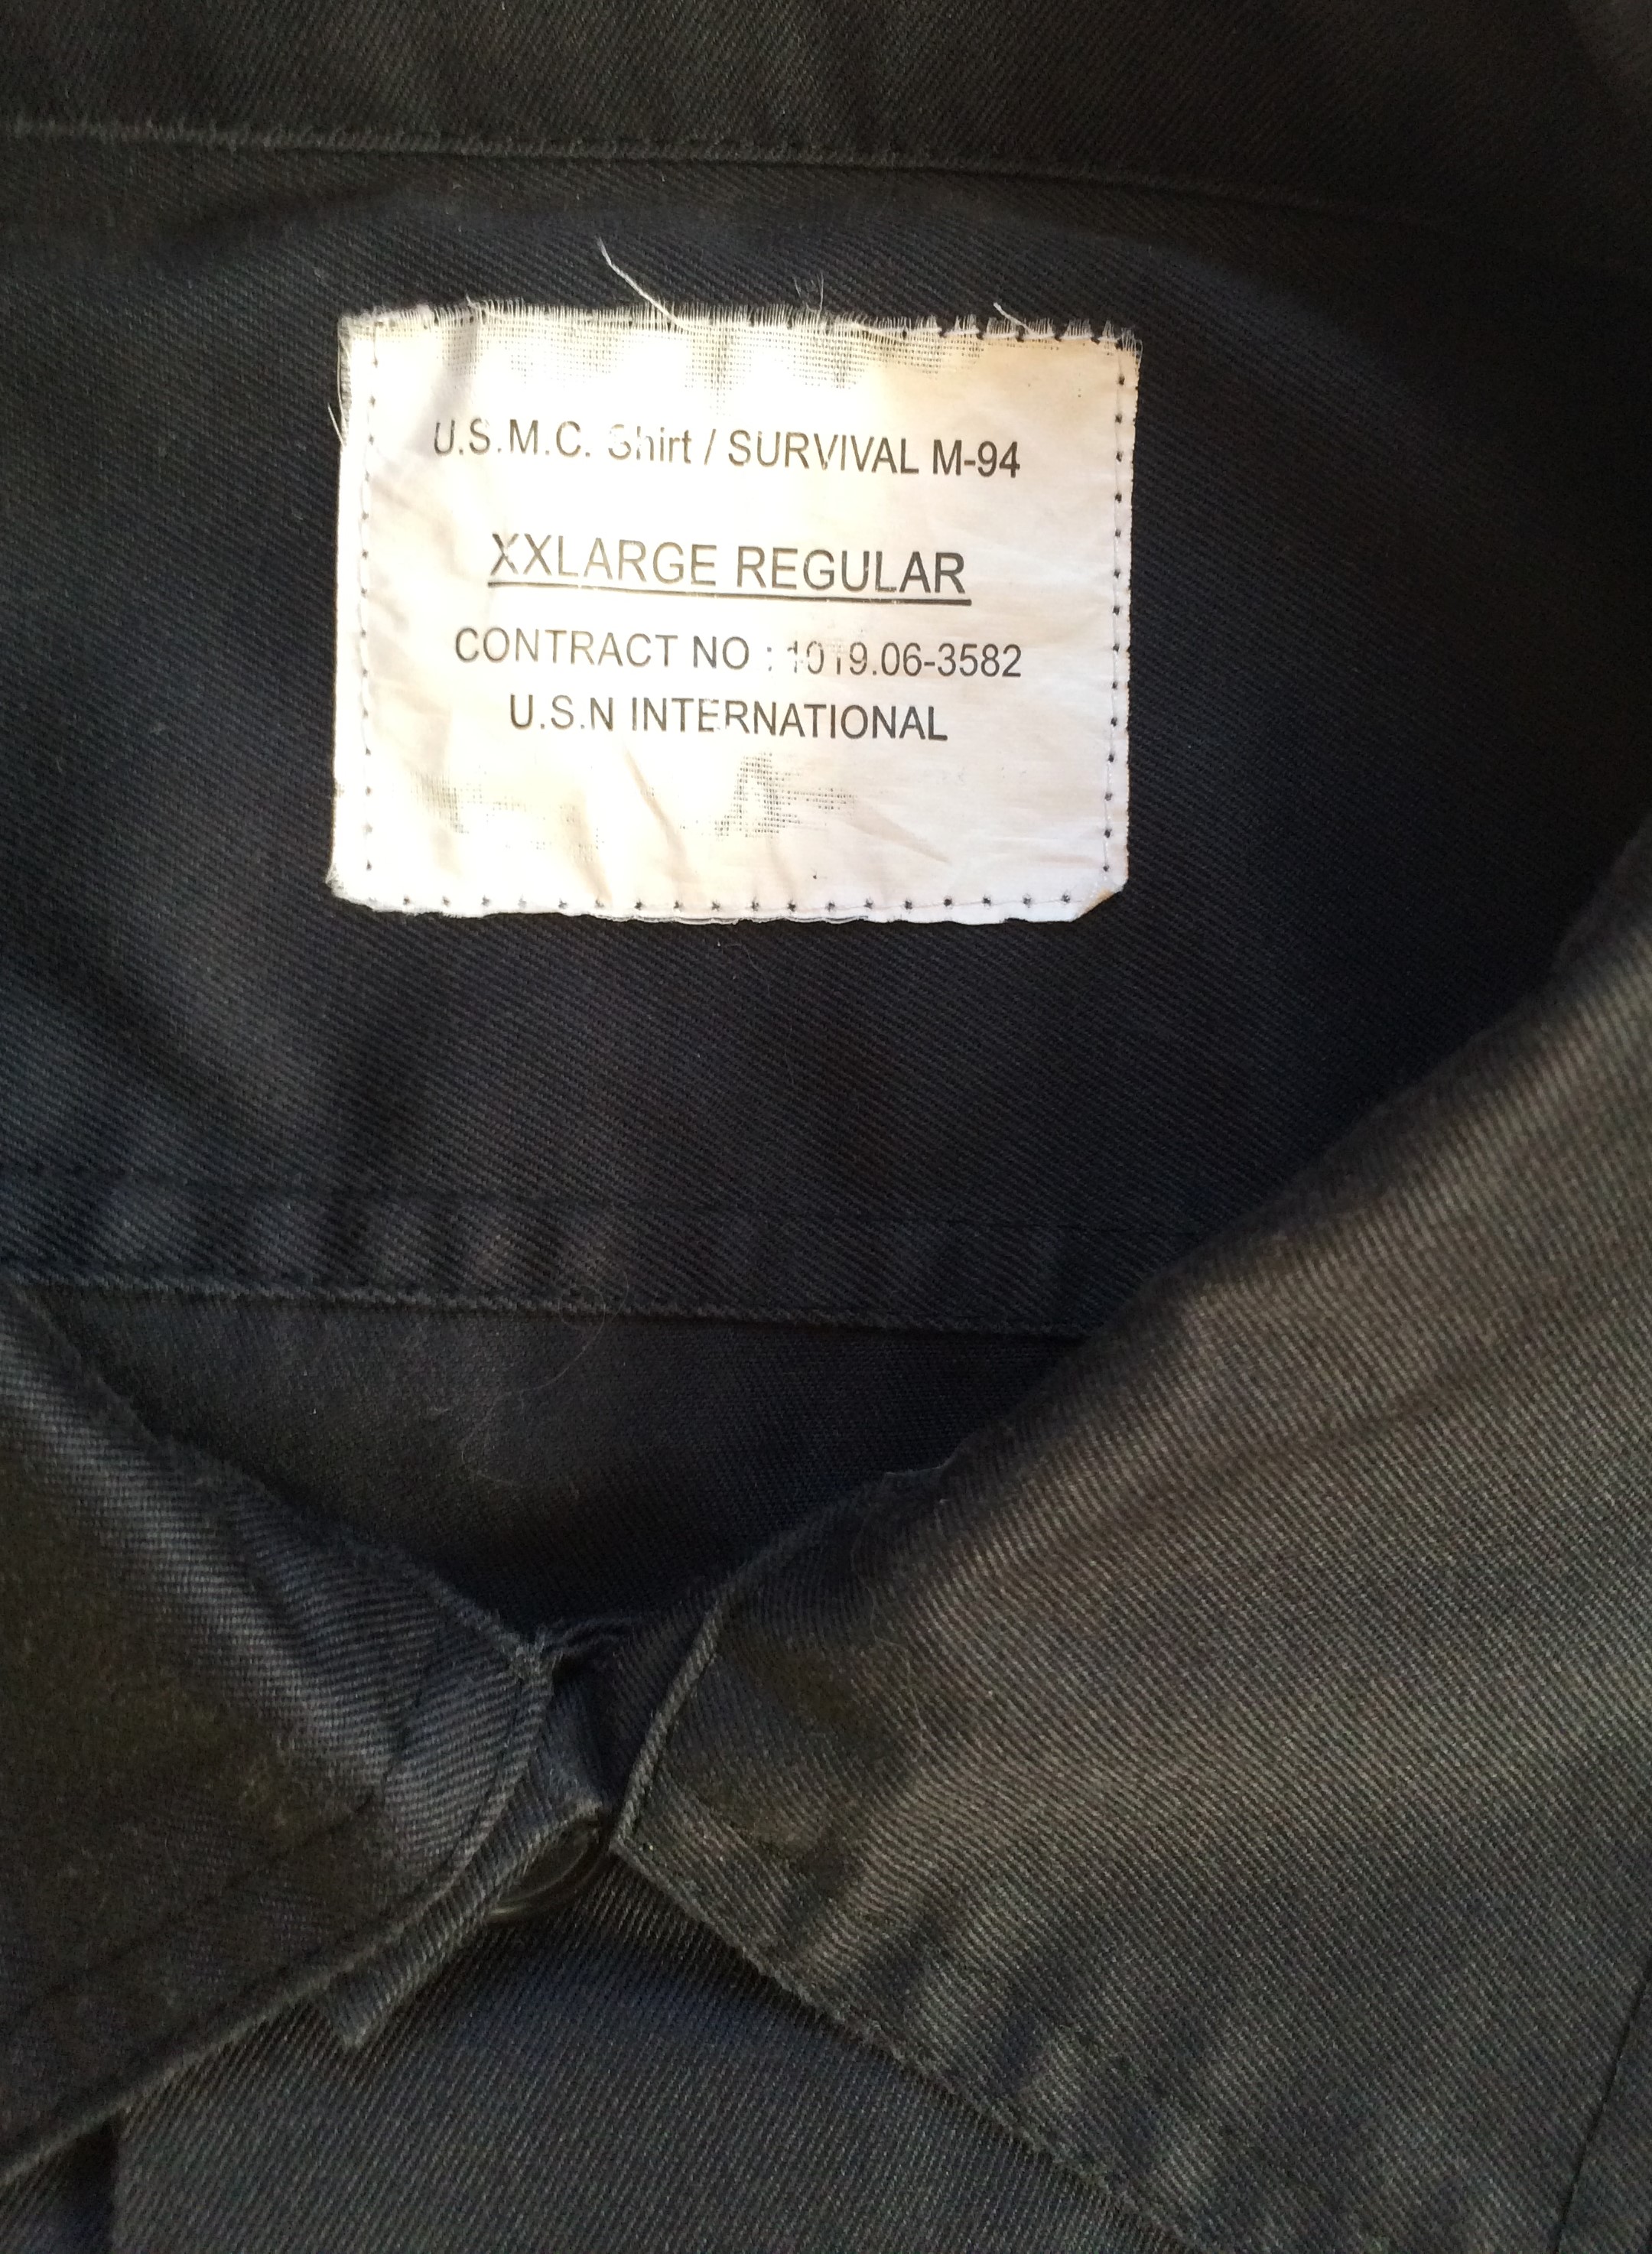 U.S.M.C. Shirt / SURVIVAL M-94
XXLARGE REGULAR
CONTRACT NO : 1019.06-3582
U.S.N INTERNATIONAL